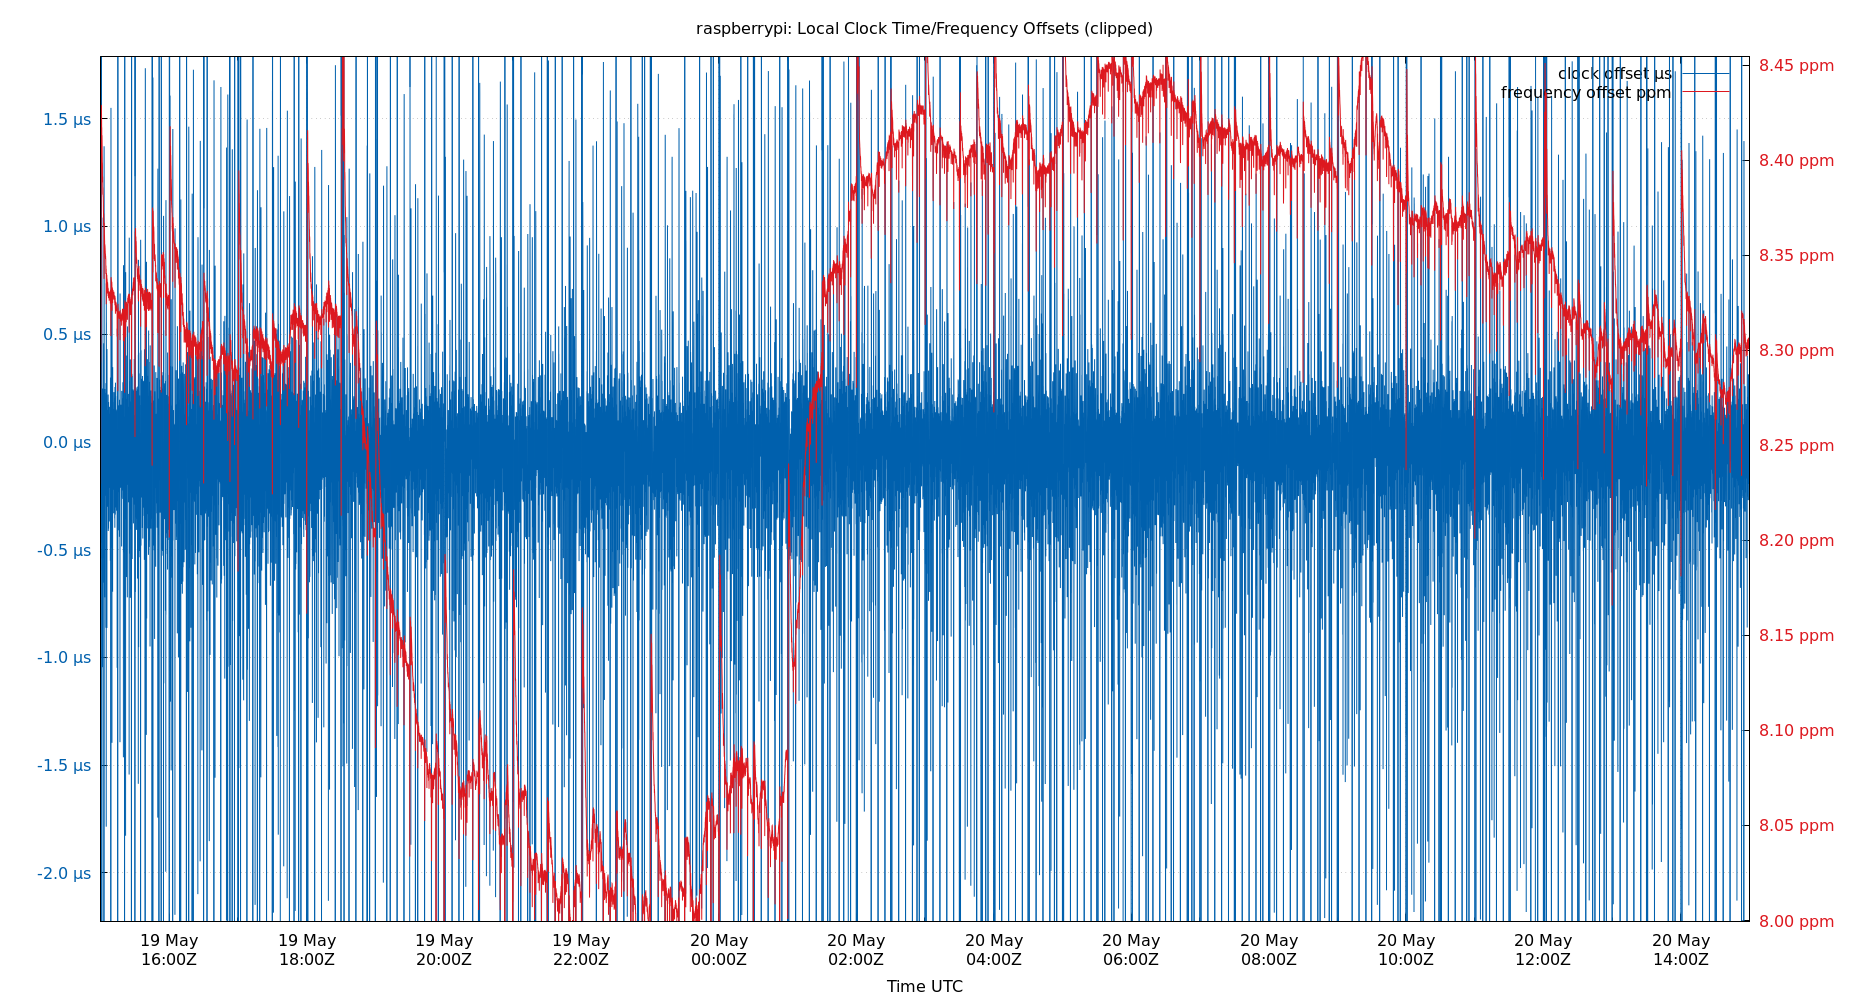 raspberrypi: Local Clock Time/Frequency Offsets (clipped)
clock offset µs
frequency offset ppm
1.5 µs
1.0 µs
0.5 µs
0.0 µs
-0.5 µs
-1.0 µs
-1.5 µs
-2.0 µs
8.45 ppm
8.40 ppm
8.35 ppm
8.30 ppm
8.25 ppm
8.20 ppm
8.15 ppm
8.10 ppm
8.05 ppm
8.00 ppm
19 May 19 May 19 May 19 May 20 May 20 May 20 May 20 May 20 May 20 May 20 May 20 May
16:00Z 18:00Z 20:00Z 22:00Z 00:00Z 02:00Z 04:00Z 06:00Z 08:00Z 10:00Z 12:00Z 14:00Z
Time UTC